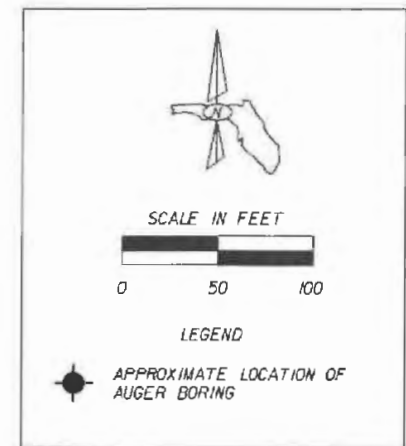 N
SCALE IN FEET
0 50 100
LEGEND
APPROXIMATE LOCATION OF
AUGER BORING